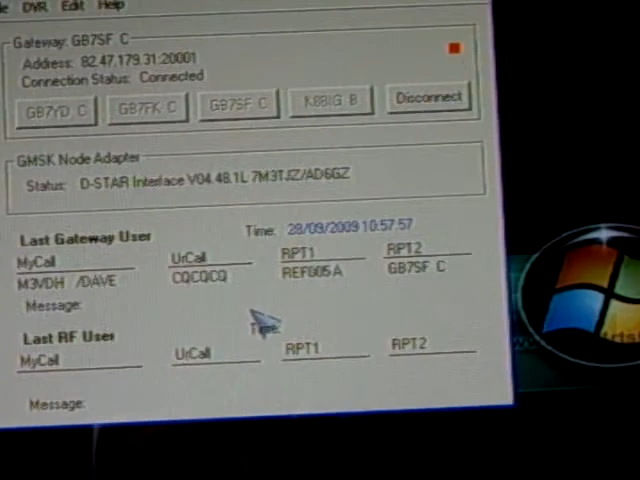 DVR Edit Help
Gateway: GB7SF C
Address: 82.47.179.31:20001
Connection Status: Connected
GB7YD C GB7FK C GB7SF C K8BIG B Disconnect
GMSK Node Adapter
Status: D-STAR Interface V04.48.1L 7M3TJZ/AD6GZ
Last Gateway User Time: 28/09/2009 10:57:57
MyCall UrCall RPT1 RPT2
M3VDH /DAVE CQCQCQ REF005 A GB7SF C
Message:
Last RF User Time:
MyCall UrCall RPT1 RPT2
Message: